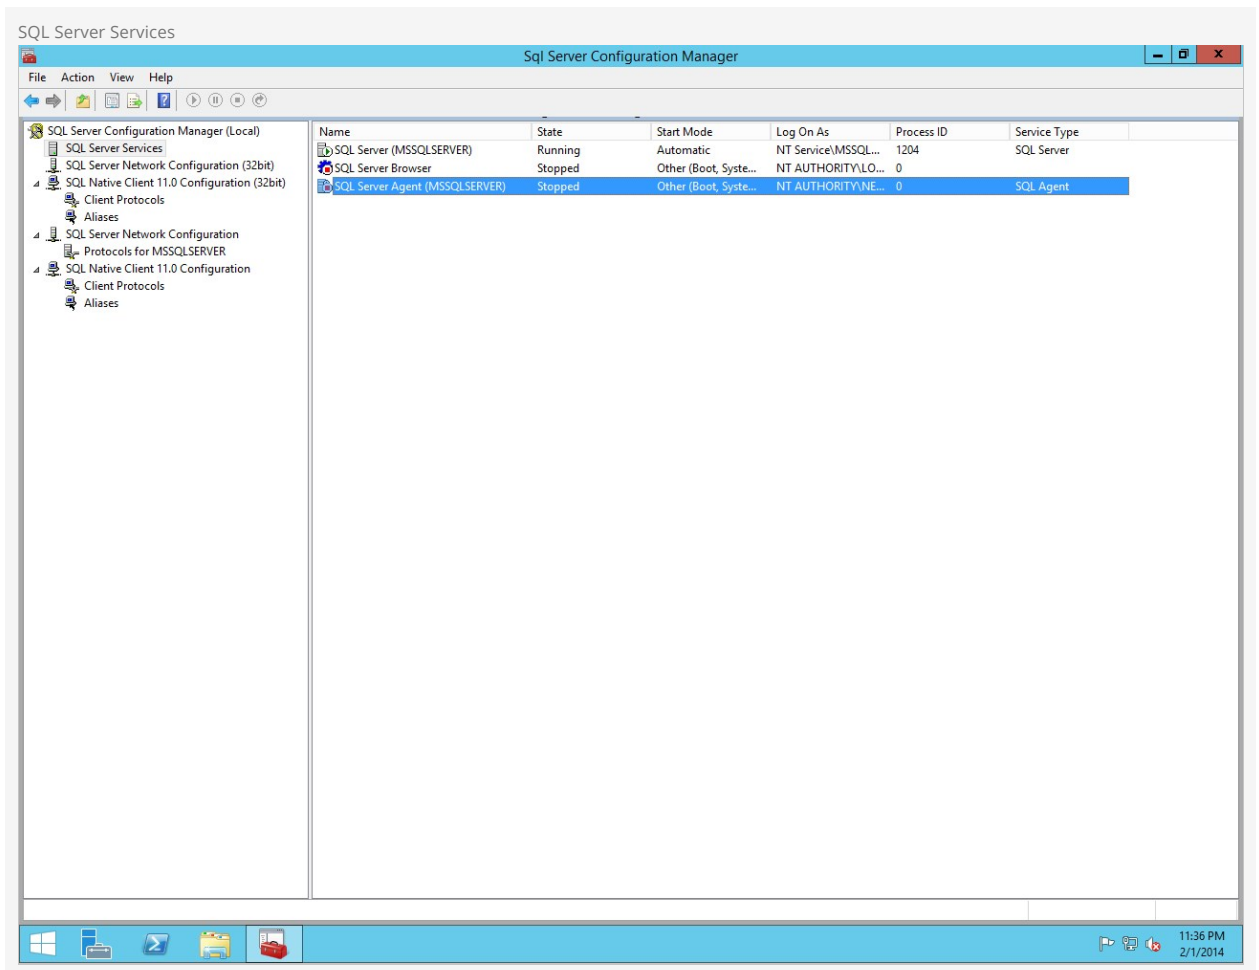 SQL Server Services
Sql Server Configuration Manager
File Action View Help
SQL Server Configuration Manager (Local)
SQL Server Services
SQL Server Network Configuration (32bit)
SQL Native Client 11.0 Configuration (32bit)
Client Protocols
Aliases
SQL Server Network Configuration
Protocols for MSSQLSERVER
SQL Native Client 11.0 Configuration
Client Protocols
Aliases
Name State Start Mode Log On As Process ID Service Type
SQL Server (MSSQLSERVER) Running Automatic NT Service\MSSQL... 1204 SQL Server
SQL Server Browser Stopped Other (Boot, Syste... NT AUTHORITY\LO... 0
SQL Server Agent (MSSQLSERVER) Stopped Other (Boot, Syste... NT AUTHORITY\NE... 0 SQL Agent
11:36 PM
2/1/2014